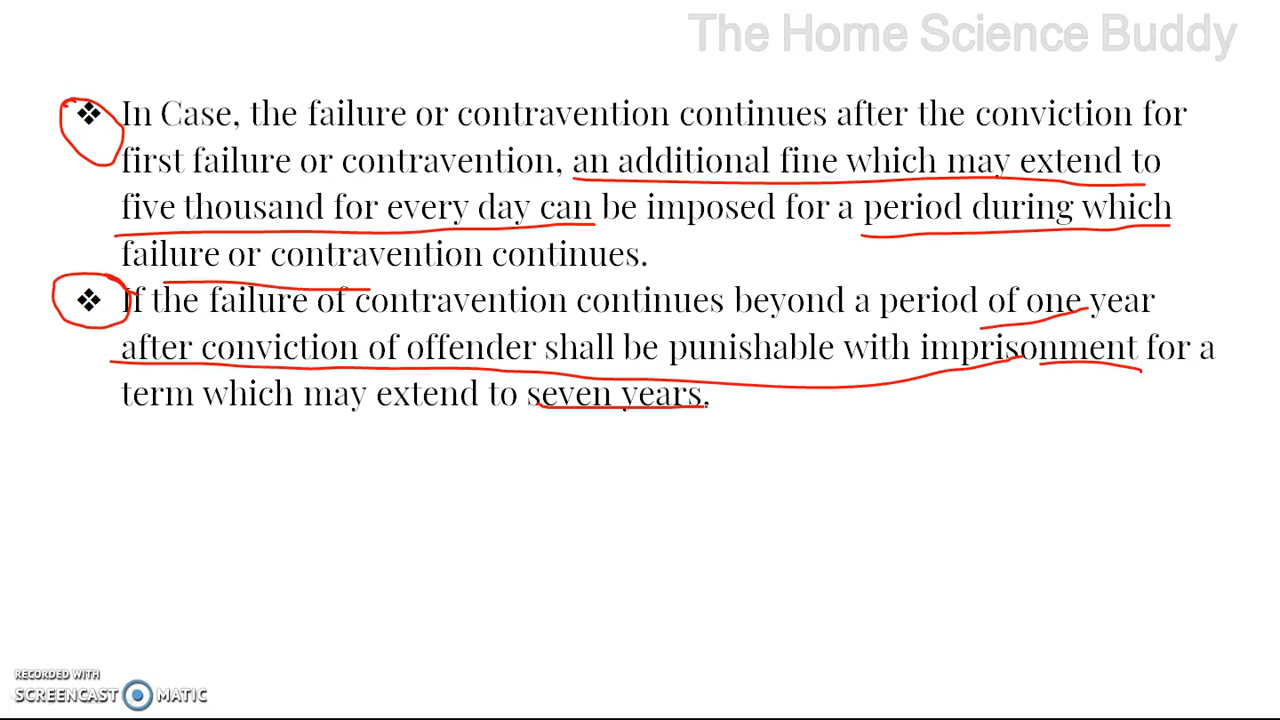 The Home Science Buddy
❖ In Case, the failure or contravention continues after the conviction for
first failure or contravention, an additional fine which may extend to
five thousand for every day can be imposed for a period during which
failure or contravention continues.
❖ If the failure of contravention continues beyond a period of one year
after conviction of offender shall be punishable with imprisonment for a
term which may extend to seven years.
RECORDED WITH
SCREENCAST MATIC